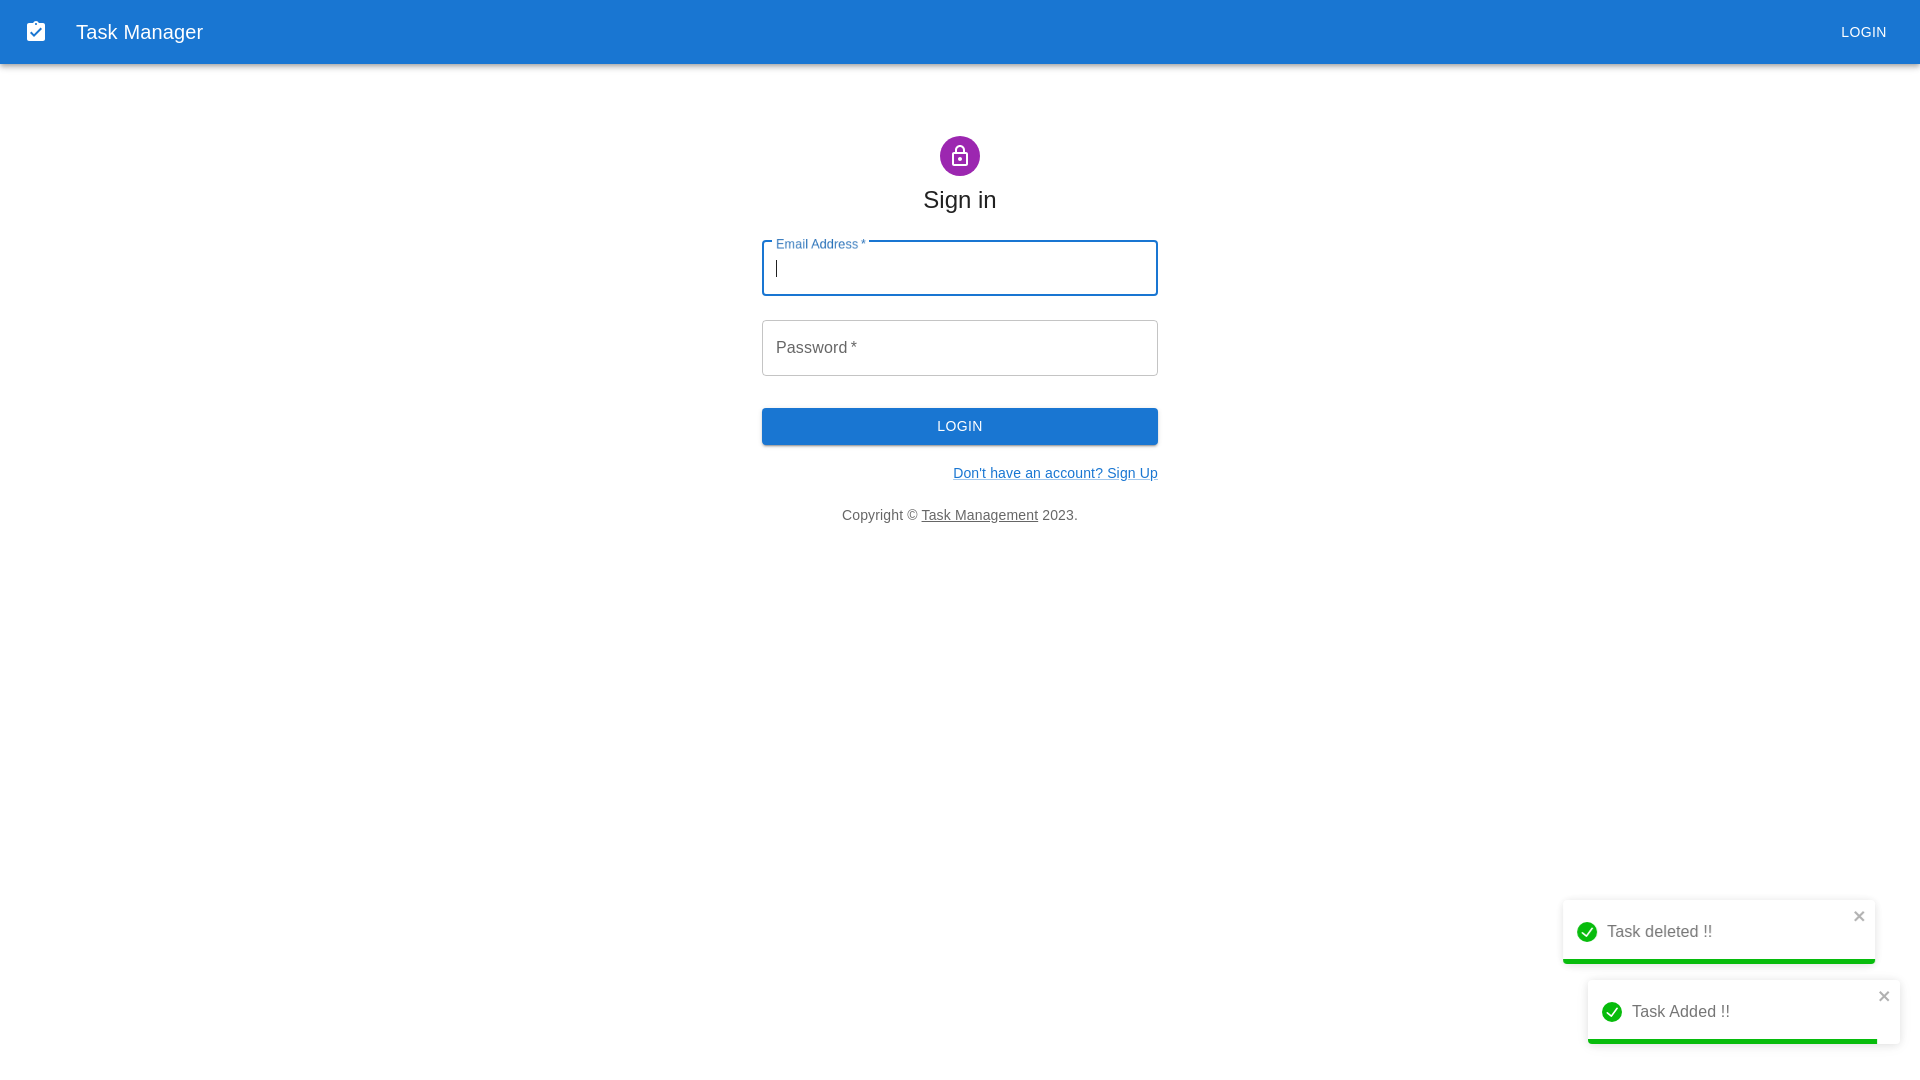 Task Manager
LOGIN
Sign in
Email Address *
Password *
LOGIN
Don't have an account? Sign Up
Copyright © Task Management 2023.
Task deleted !!
Task Added !!